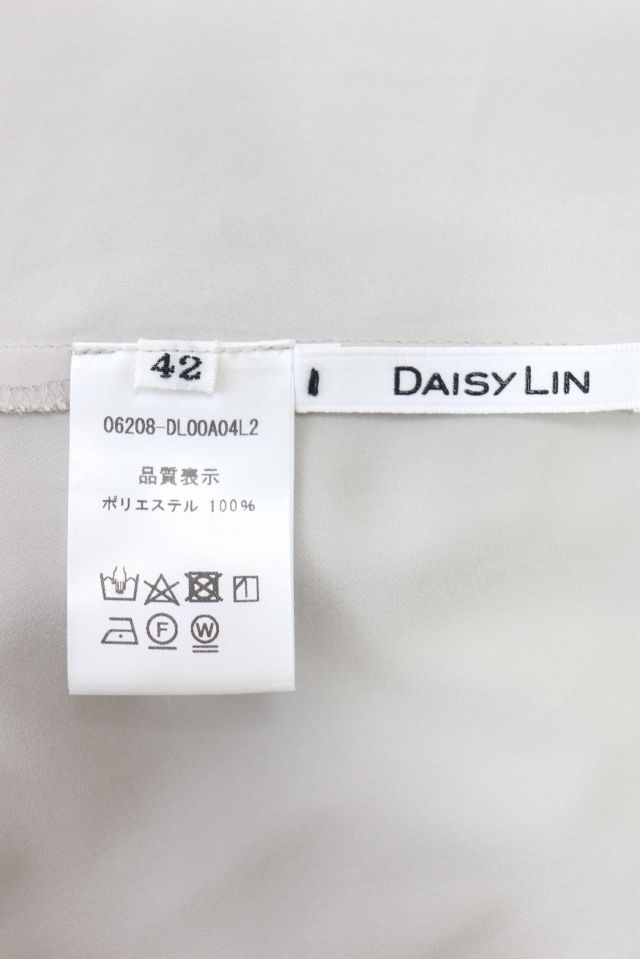 42
DAISY LIN
06208-DL00A04L2
品質表示
ポリエステル 100%
F W